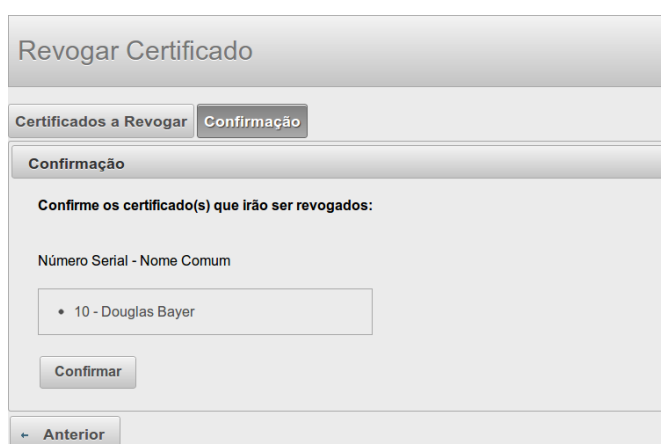 Revogar Certificado
Certificados a Revogar Confirmação
Confirmação
Confirme os certificado(s) que irão ser revogados:
Número Serial - Nome Comum
• 10 - Douglas Bayer
Confirmar
← Anterior